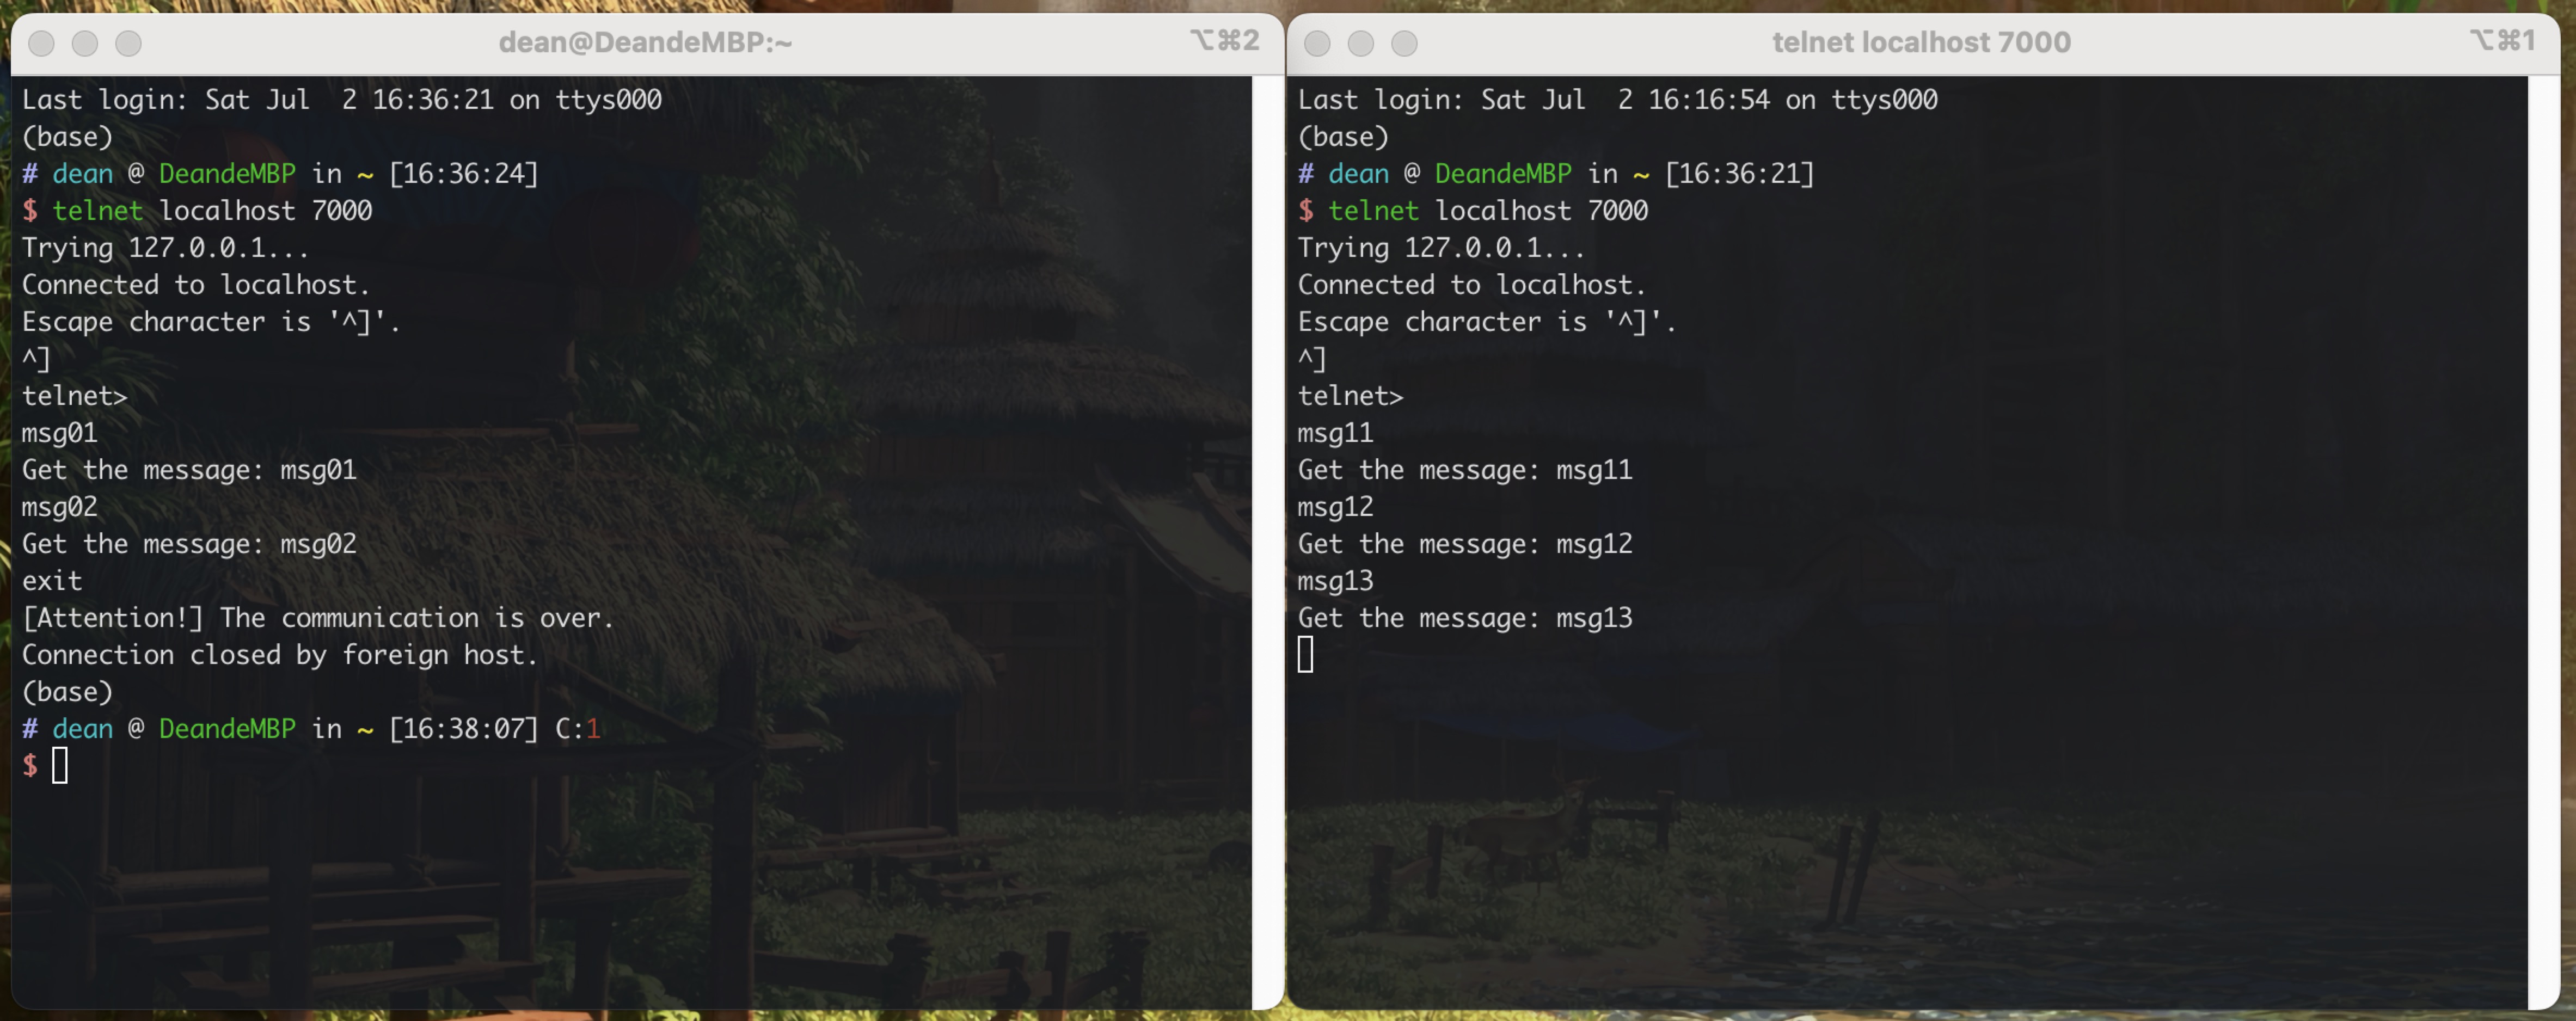 dean@DeandeMBP:~
⌥⌘2
Last login: Sat Jul  2 16:36:21 on ttys000
(base)
# dean @ DeandeMBP in ~ [16:36:24]
$ telnet localhost 7000
Trying 127.0.0.1...
Connected to localhost.
Escape character is '^]'.
^]
telnet>
msg01
Get the message: msg01
msg02
Get the message: msg02
exit
[Attention!] The communication is over.
Connection closed by foreign host.
(base)
# dean @ DeandeMBP in ~ [16:38:07] C:1
$
telnet localhost 7000
⌥⌘1
Last login: Sat Jul  2 16:16:54 on ttys000
(base)
# dean @ DeandeMBP in ~ [16:36:21]
$ telnet localhost 7000
Trying 127.0.0.1...
Connected to localhost.
Escape character is '^]'.
^]
telnet>
msg11
Get the message: msg11
msg12
Get the message: msg12
msg13
Get the message: msg13